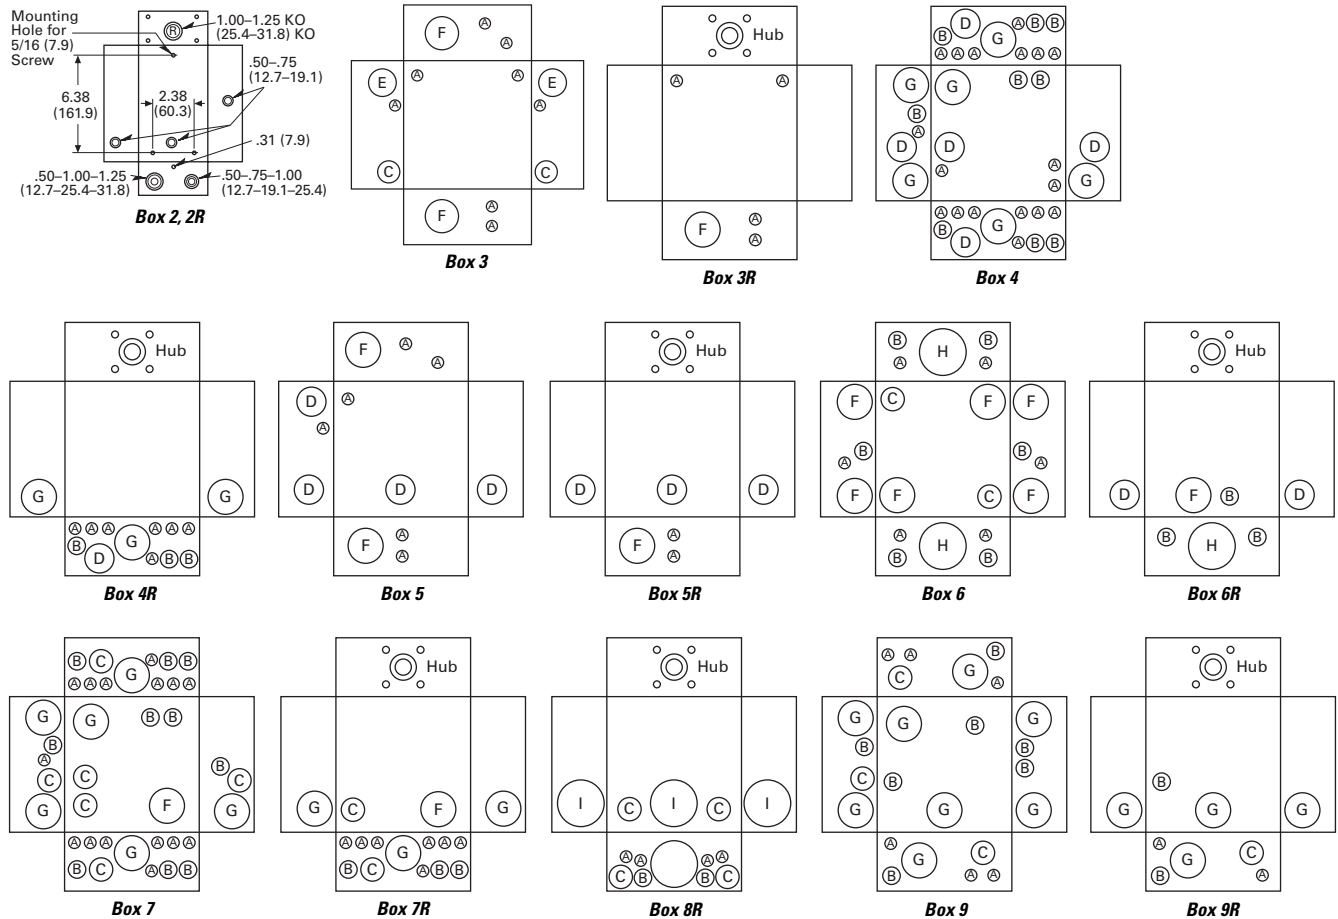 Mounting
Hole for
5/16 (7.9)
Screw
R
1.00–1.25 KO
(25.4–31.8) KO
.50–.75
(12.7–19.1)
6.38
(161.9)
2.38
(60.3)
.31 (7.9)
.50–1.00–1.25
(12.7–25.4–31.8)
.50–.75–1.00
(12.7–19.1–25.4)
Box 2, 2R
F A
A
E A A E
A A
C C
F A
A
Box 3
Hub
A A
F A
A
Box 3R
D A B B
B G
A A A A A A
G G B B
B
A
D D D
A A
G A G
A A A G A A A
B
D A B B
Box 4
Hub
G G
A A A A A A
B G
D A B B
Box 4R
F A
A
D A
A
D D D
F A
A
Box 5
Hub
D D D
F A
A
Box 5R
B H B
A A
F C F F
B B
A A
F F C F
A H A
B B
Box 6
Hub
D F B D
B H B
Box 6R
B C G A B B
A A A A A A
G G B B
B
A
C C B C
G C F G
A A A A A A
G
B C A B B
Box 7
Hub
G C F G
A A A A A A
G
B C A B B
Box 7R
Hub
I C I C I
A A A A
C B B C
Box 8R
A A B
C G A
G G B G
B B
C B B
G G G
A C
B G A A
Box 9
Hub
B
G G G
A C
B G A
Box 9R